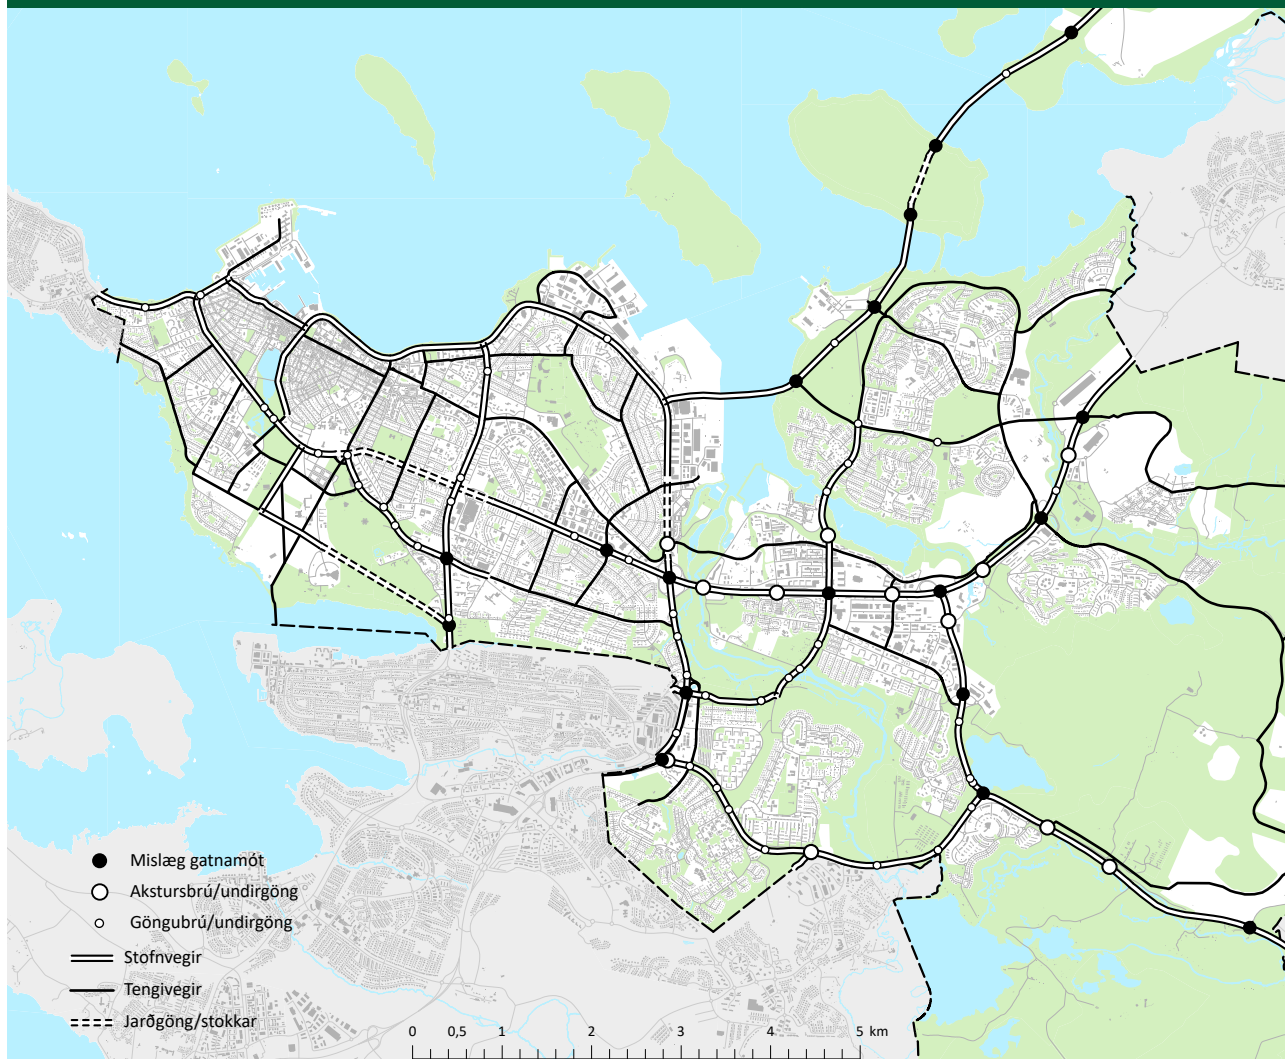 Mislæg gatnamót
Akstursbrú/undirgöng
Göngubrú/undirgöng
Stofnvegir
Tengivegir
Jarðgöng/stokkar
0 0,5 1 2 3 4 5 km